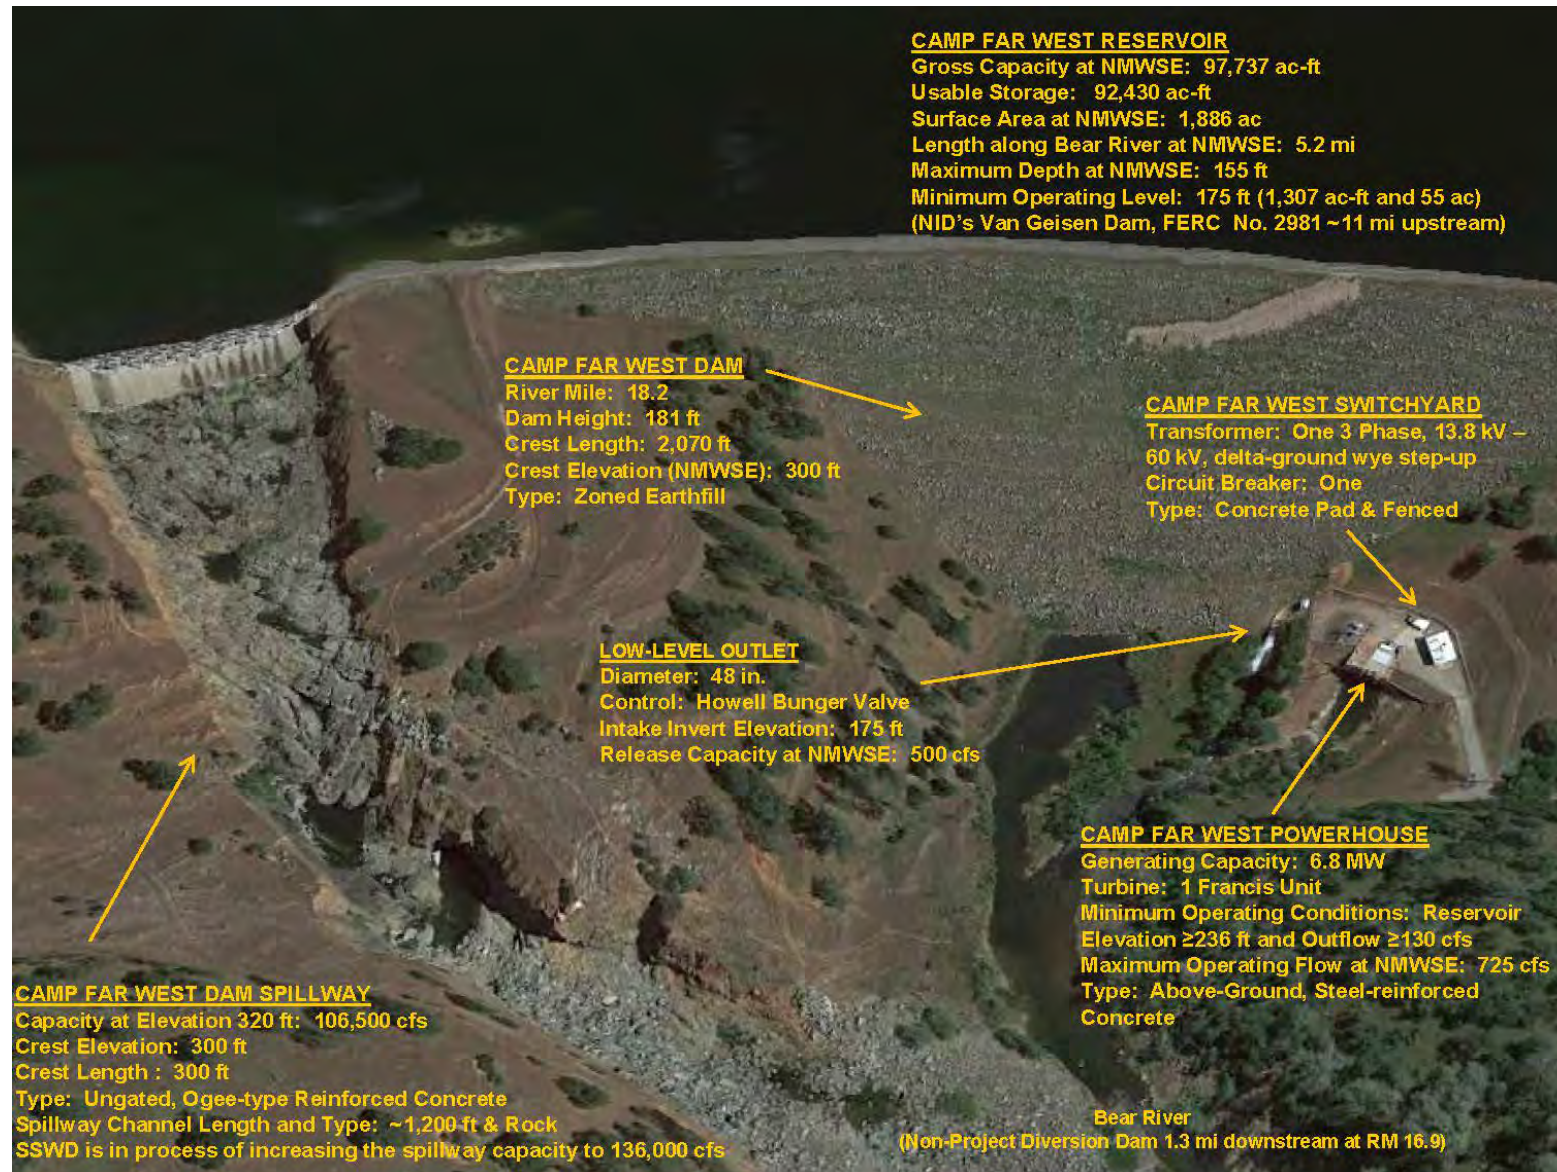 CAMP FAR WEST RESERVOIR
Gross Capacity at NMWSE: 97,737 ac-ft
Usable Storage: 92,430 ac-ft
Surface Area at NMWSE: 1,886 ac
Length along Bear River at NMWSE: 5.2 mi
Maximum Depth at NMWSE: 155 ft
Minimum Operating Level: 175 ft (1,307 ac-ft and 55 ac)
(NID's Van Geisen Dam, FERC No. 2981 ~11 mi upstream)
CAMP FAR WEST DAM
River Mile: 18.2
Dam Height: 181 ft
Crest Length: 2,070 ft
Crest Elevation (NMWSE): 300 ft
Type: Zoned Earthfill
CAMP FAR WEST SWITCHYARD
Transformer: One 3 Phase, 13.8 kV –
60 kV, delta-ground wye step-up
Circuit Breaker: One
Type: Concrete Pad & Fenced
LOW-LEVEL OUTLET
Diameter: 48 in.
Control: Howell Bunger Valve
Intake Invert Elevation: 175 ft
Release Capacity at NMWSE: 500 cfs
CAMP FAR WEST POWERHOUSE
Generating Capacity: 6.8 MW
Turbine: 1 Francis Unit
Minimum Operating Conditions: Reservoir
Elevation ≥236 ft and Outflow ≥130 cfs
Maximum Operating Flow at NMWSE: 725 cfs
Type: Above-Ground, Steel-reinforced
Concrete
CAMP FAR WEST DAM SPILLWAY
Capacity at Elevation 320 ft: 106,500 cfs
Crest Elevation: 300 ft
Crest Length : 300 ft
Type: Ungated, Ogee-type Reinforced Concrete
Spillway Channel Length and Type: ~1,200 ft & Rock
SSWD is in process of increasing the spillway capacity to 136,000 cfs
Bear River
(Non-Project Diversion Dam 1.3 mi downstream at RM 16.9)